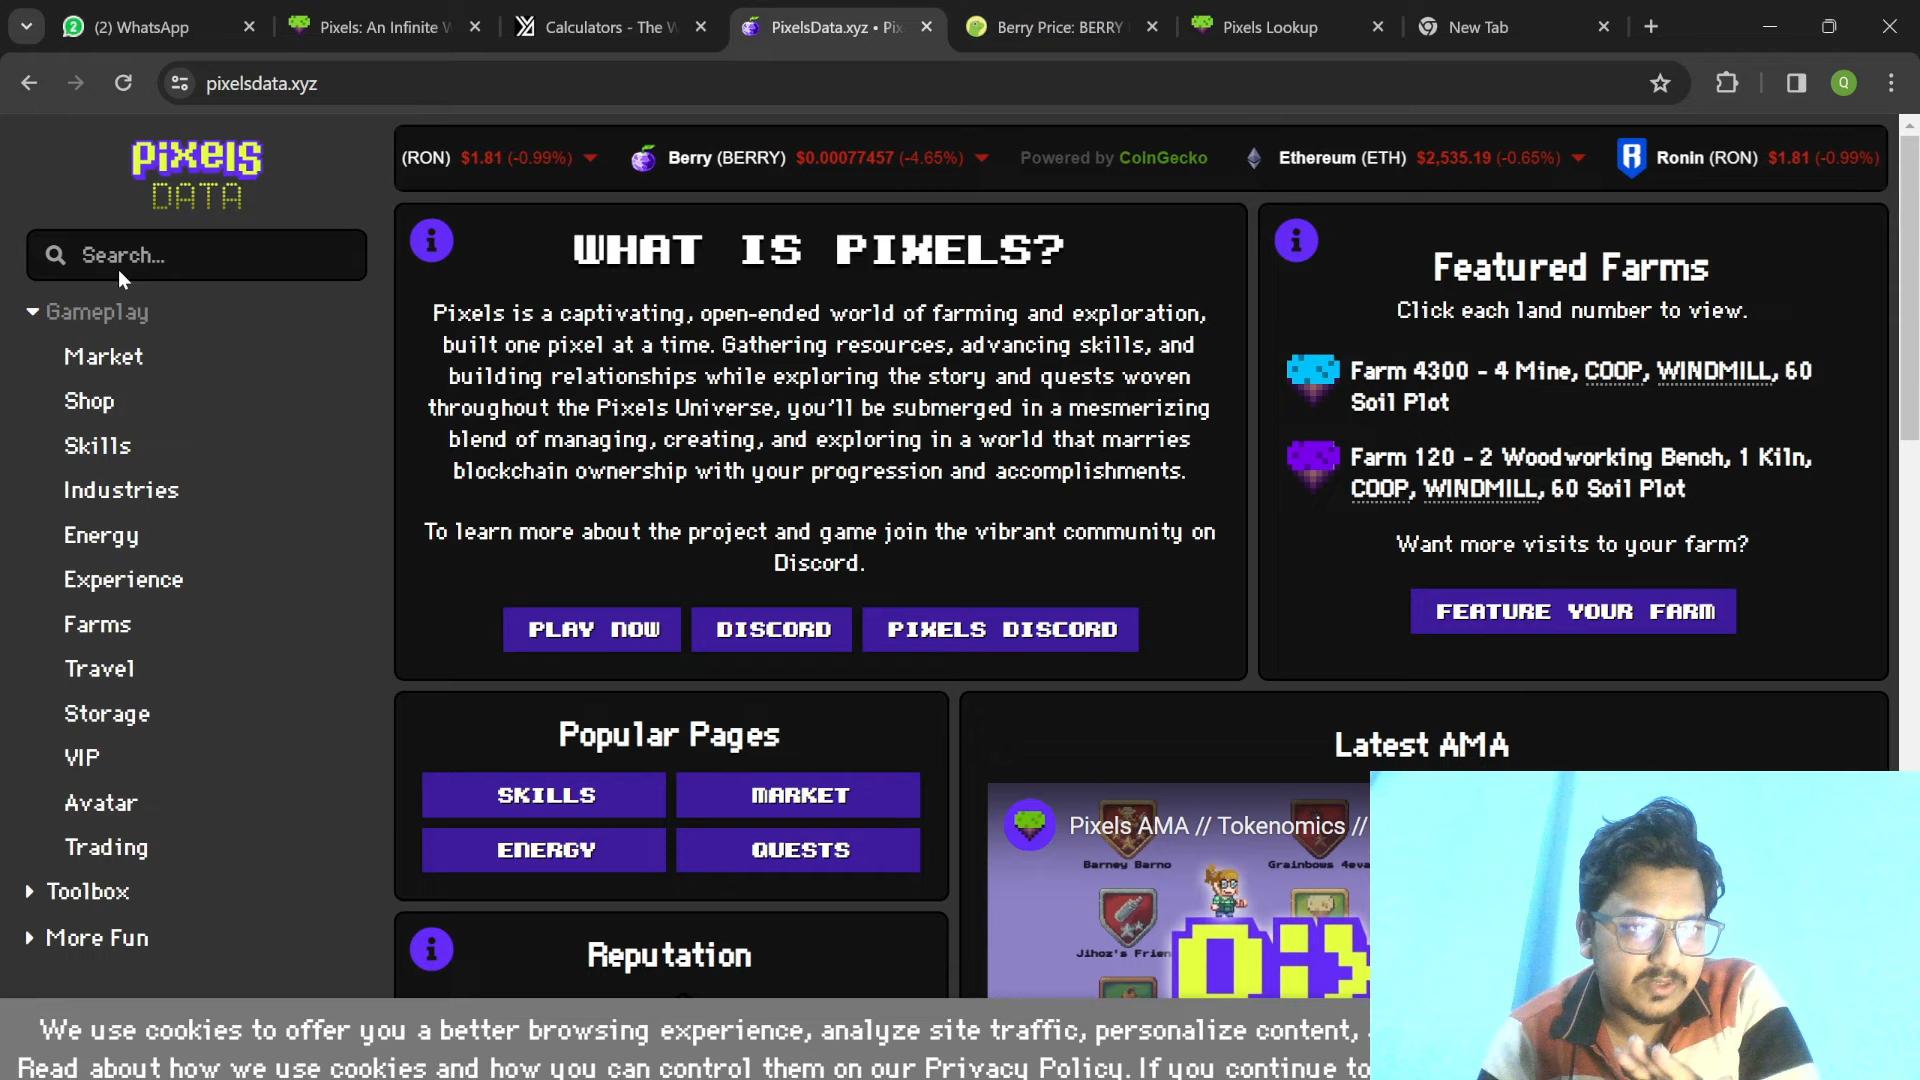 (2) WhatsApp
Pixels: An Infinite W
Calculators - The W
PixelsData.xyz • Pix
Berry Price: BERRY
Pixels Lookup
New Tab
pixelsdata.xyz
Q
pixels
DATA
Search...
Gameplay
Market
Shop
Skills
Industries
Energy
Experience
Farms
Travel
Storage
VIP
Avatar
Trading
Toolbox
More Fun
(RON) $1.81 (-0.99%)
Berry (BERRY) $0.00077457 (-4.65%)
Powered by CoinGecko
Ethereum (ETH) $2,535.19 (-0.65%)
Ronin (RON) $1.81 (-0.99%)
WHAT IS PIXELS?
Pixels is a captivating, open-ended world of farming and exploration,
built one pixel at a time. Gathering resources, advancing skills, and
building relationships while exploring the story and quests woven
throughout the Pixels Universe, you'll be submerged in a mesmerizing
blend of managing, creating, and exploring in a world that marries
blockchain ownership with your progression and accomplishments.
To learn more about the project and game join the vibrant community on
Discord.
PLAY NOW
DISCORD
PIXELS DISCORD
Featured Farms
Click each land number to view.
Farm 4300 - 4 Mine, COOP, WINDMILL, 60
Soil Plot
Farm 120 - 2 Woodworking Bench, 1 Kiln,
COOP, WINDMILL, 60 Soil Plot
Want more visits to your farm?
FEATURE YOUR FARM
Popular Pages
SKILLS
MARKET
ENERGY
QUESTS
Reputation
Latest AMA
Pixels AMA // Tokenomics //
Barney Barno
Grainbows 4eva
Jihoz's Frien
We use cookies to offer you a better browsing experience, analyze site traffic, personalize content,
Read about how we use cookies and how you can control them on our Privacy Policy. If you continue to